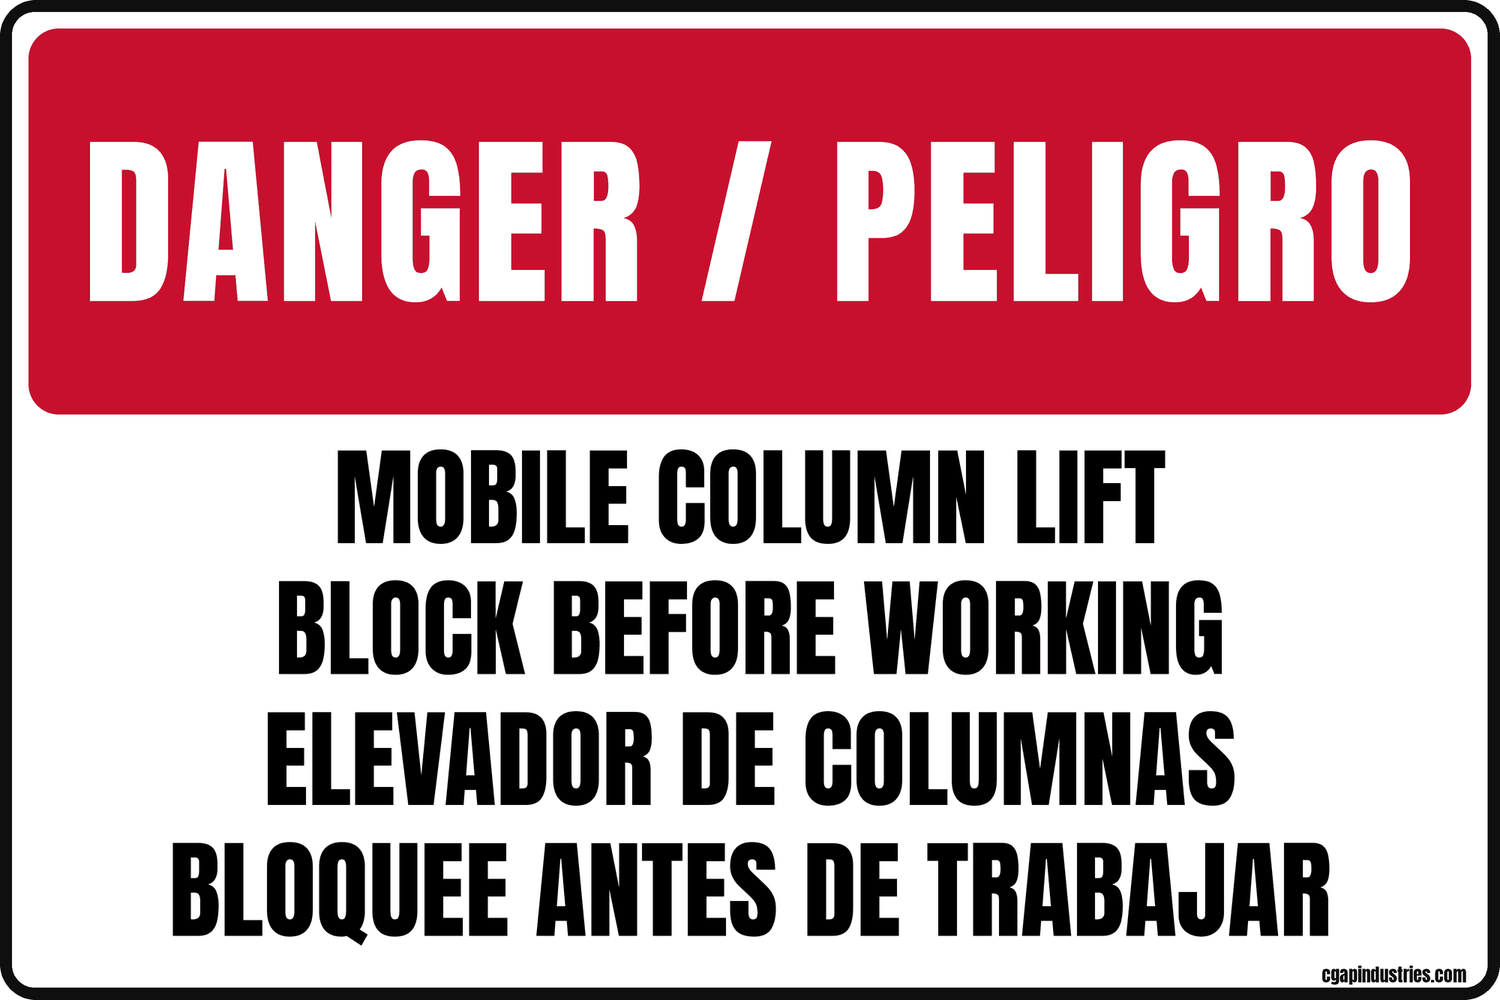 DANGER / PELIGRO
MOBILE COLUMN LIFT
BLOCK BEFORE WORKING
ELEVADOR DE COLUMNAS
BLOQUEE ANTES DE TRABAJAR
cgapindustries.com